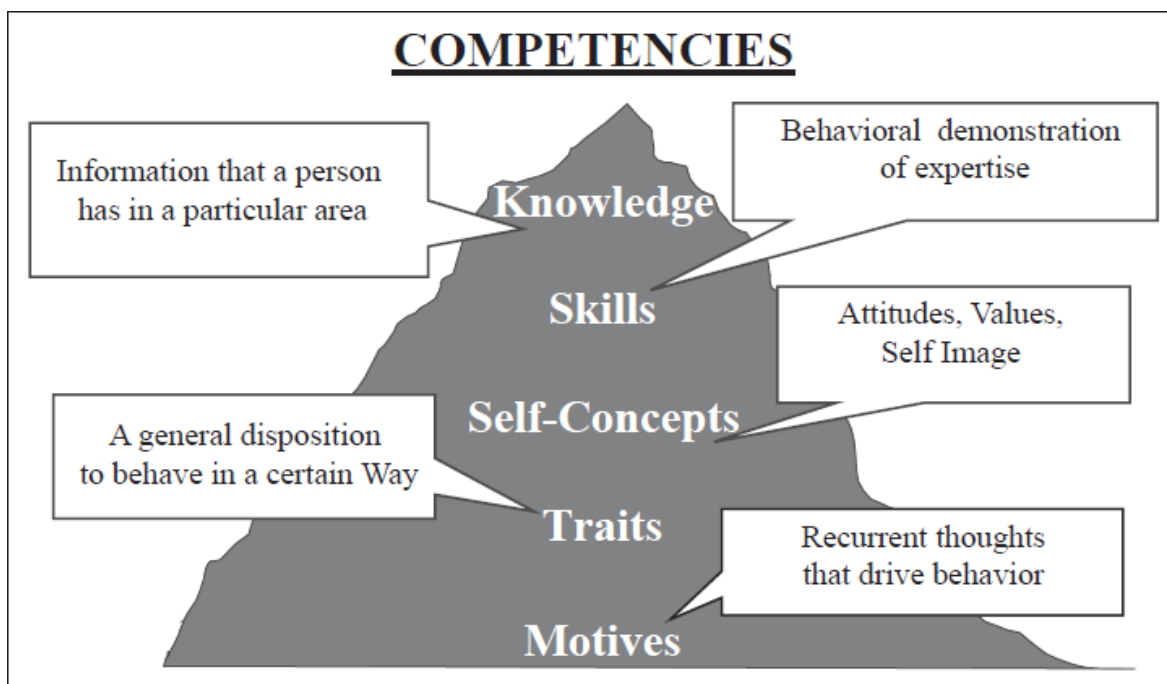 COMPETENCIES
Information that a person
has in a particular area
Behavioral demonstration
of expertise
Knowledge
Skills
Attitudes, Values,
Self Image
Self-Concepts
A general disposition
to behave in a certain Way
Traits
Recurrent thoughts
that drive behavior
Motives